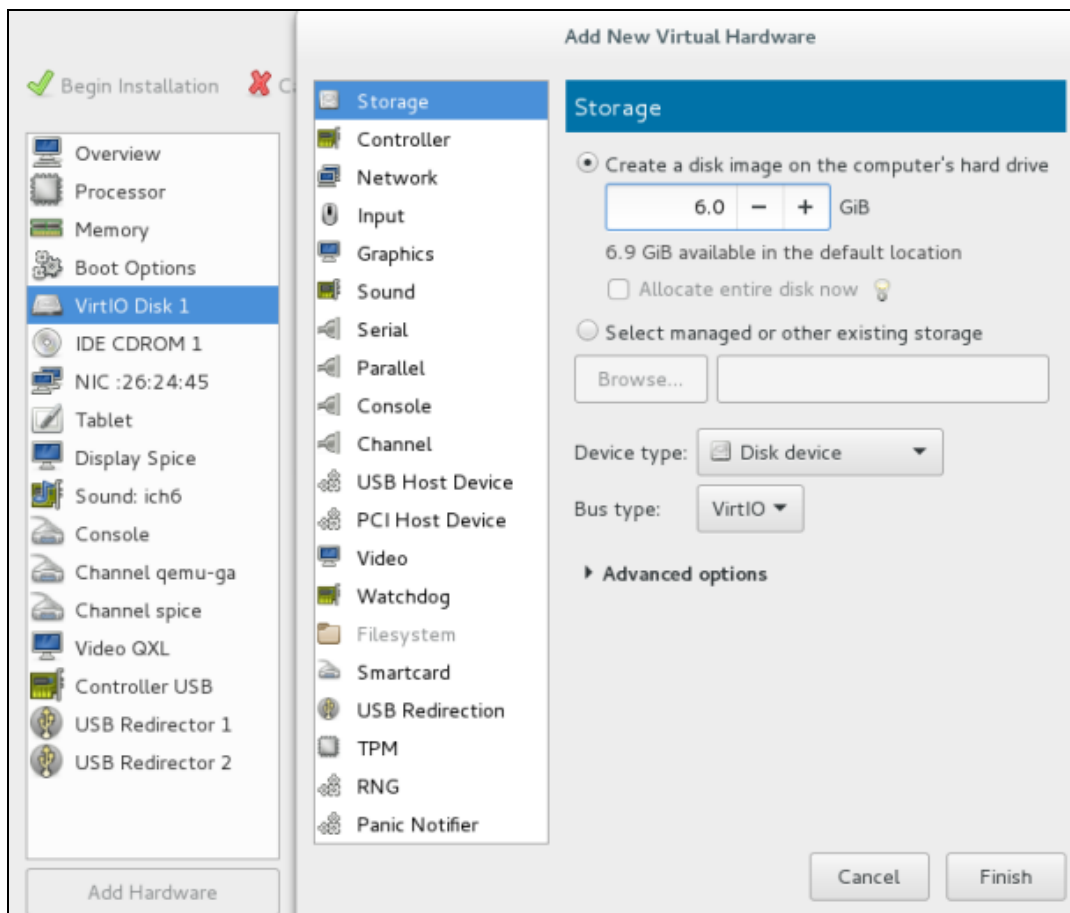 Add New Virtual Hardware
Begin Installation
C
Overview
Processor
Memory
Boot Options
VirtIO Disk 1
IDE CDROM 1
NIC :26:24:45
Tablet
Display Spice
Sound: ich6
Console
Channel qemu-ga
Channel spice
Video QXL
Controller USB
USB Redirector 1
USB Redirector 2
Add Hardware
Storage
Controller
Network
Input
Graphics
Sound
Serial
Parallel
Console
Channel
USB Host Device
PCI Host Device
Video
Watchdog
Filesystem
Smartcard
USB Redirection
TPM
RNG
Panic Notifier
Storage
Create a disk image on the computer's hard drive
6.0 − + GiB
6.9 GiB available in the default location
Allocate entire disk now
Select managed or other existing storage
Browse...
Device type: Disk device
Bus type: VirtIO
Advanced options
Cancel Finish